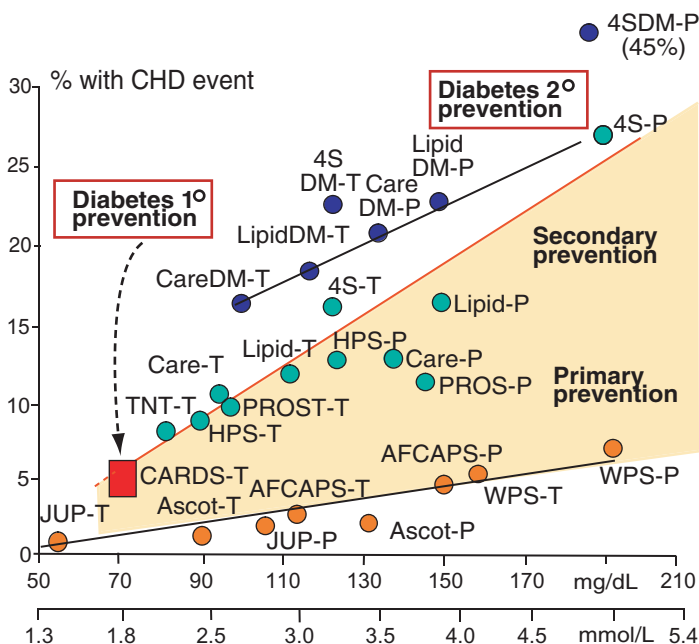 4SDM-P
(45%)
30
% with CHD event
Diabetes 2º
prevention
4S-P
25
4S
DM-T
Lipid
DM-P
Care
DM-P
Diabetes 1º
prevention
LipidDM-T
20
Secondary
prevention
CareDM-T
4S-T
Lipid-P
15
Care-T
Lipid-T
HPS-P
Care-P
PROS-P
Primary
prevention
10
TNT-T
PROST-T
HPS-T
AFCAPS-P
5
CARDS-T
AFCAPS-T
WPS-T
WPS-P
JUP-T
Ascot-T
JUP-P
Ascot-P
0
50 70 90 110 130 150 170 mg/dL 210
1.3 1.8 2.5 3.0 3.5 4.0 4.5 mmol/L 5.4